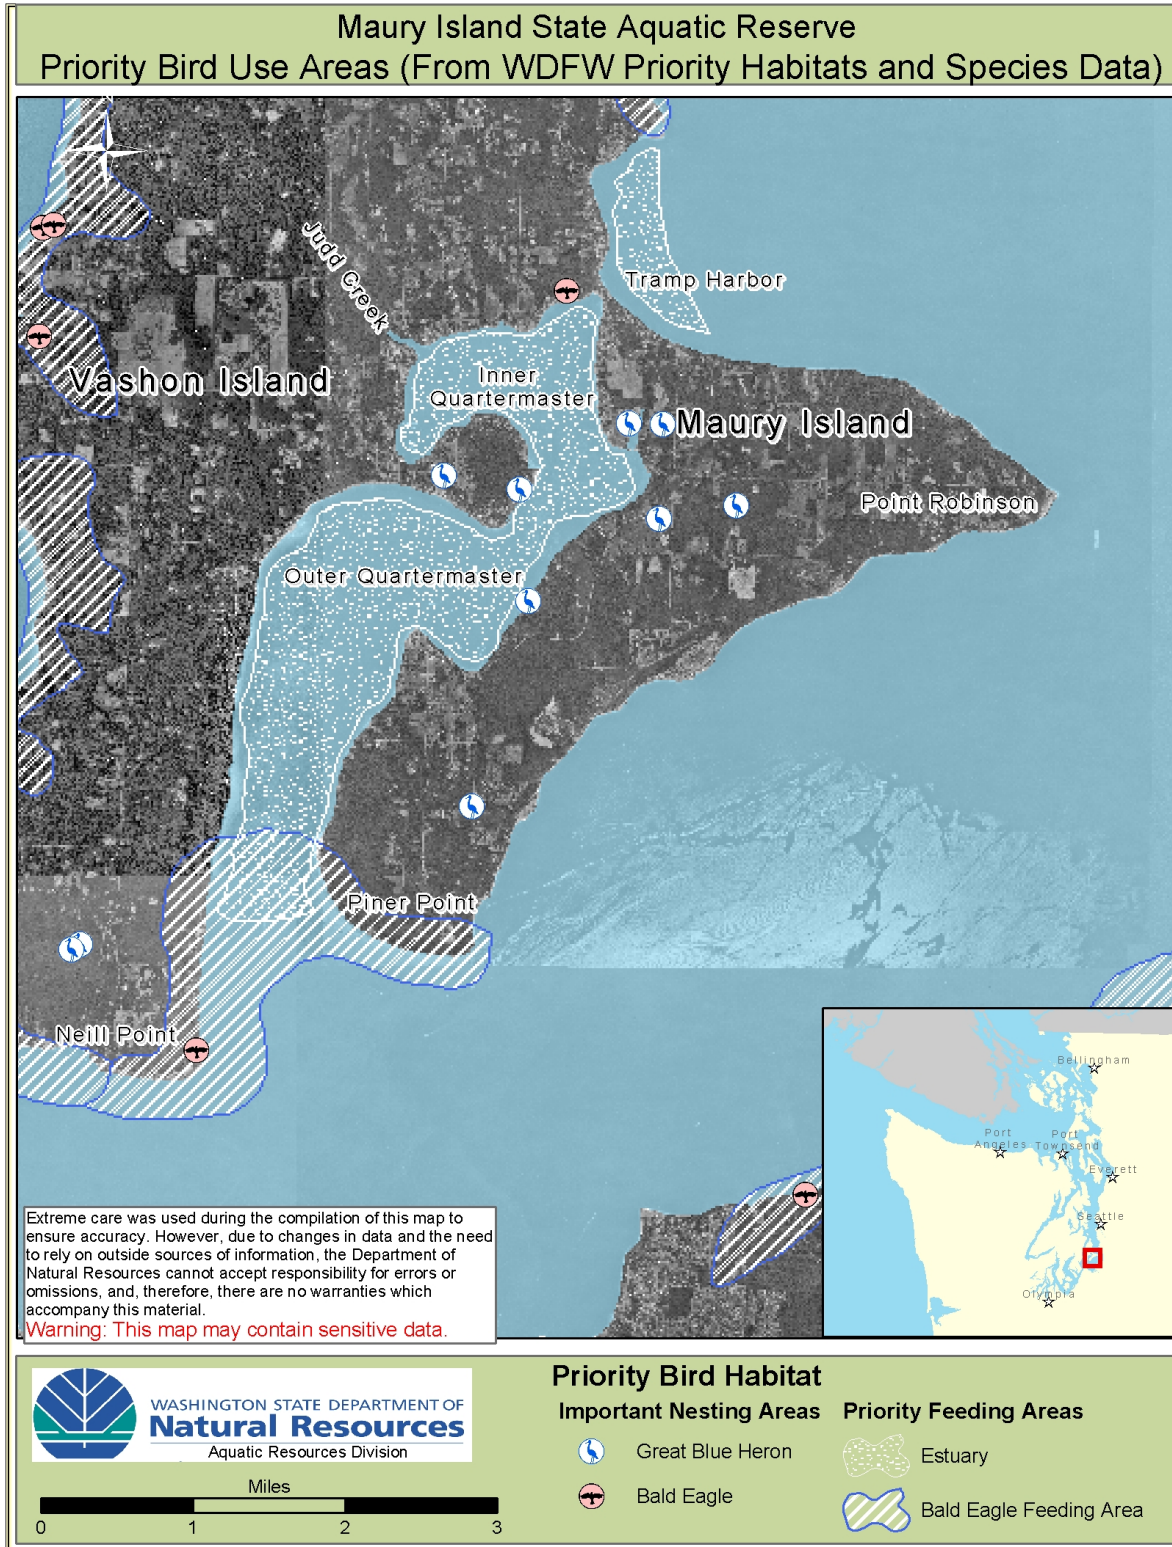 Maury Island State Aquatic Reserve
Priority Bird Use Areas (From WDFW Priority Habitats and Species Data)
Judd Creek
Tramp Harbor
Vashon Island
Inner
Quartermaster
Maury Island
Point Robinson
Outer Quartermaster
Piner Point
Neill Point
Bellingham
Port
Angeles
Port
Townsend
Everett
Seattle
Olympia
Extreme care was used during the compilation of this map to
ensure accuracy. However, due to changes in data and the need
to rely on outside sources of information, the Department of
Natural Resources cannot accept responsibility for errors or
omissions, and, therefore, there are no warranties which
accompany this material.
Warning: This map may contain sensitive data.
WASHINGTON STATE DEPARTMENT OF
Natural Resources
Aquatic Resources Division
Miles
0 1 2 3
Priority Bird Habitat
Important Nesting Areas
Great Blue Heron
Bald Eagle
Priority Feeding Areas
Estuary
Bald Eagle Feeding Area